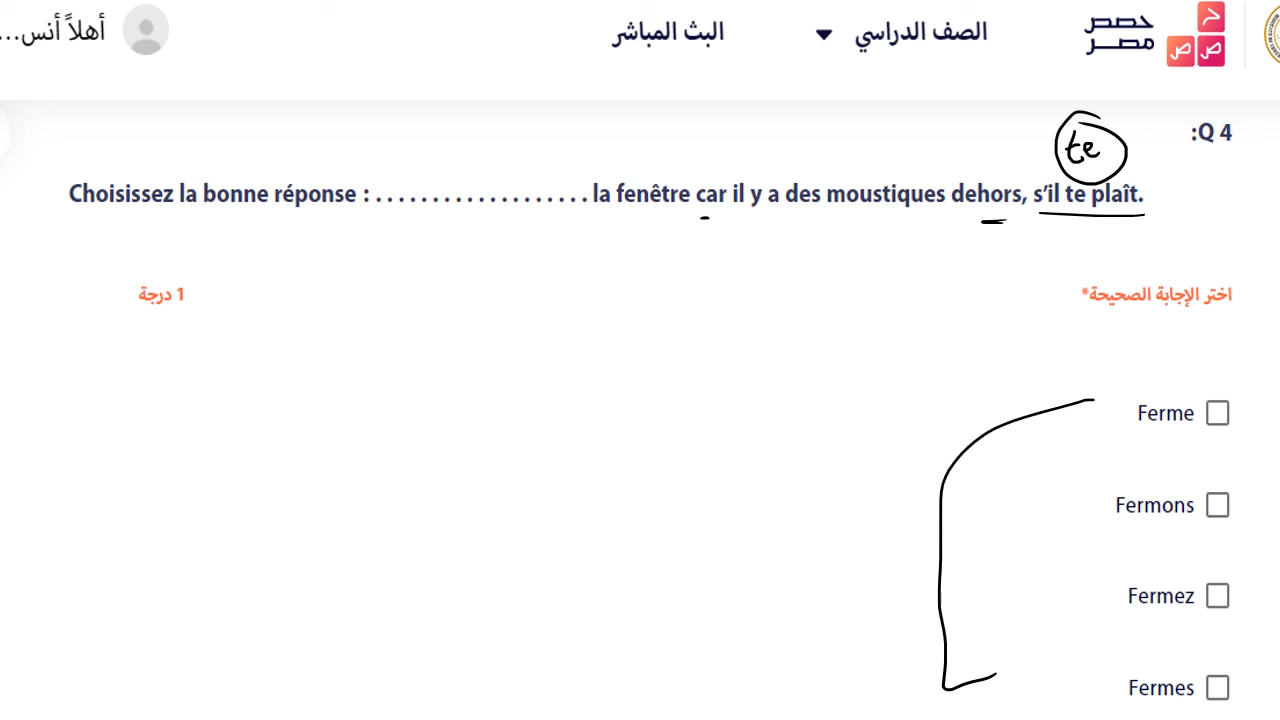 حصص
مصر
ح
ص ص
الصف الدراسي
البث المباشر
أهلاً أنس...
Q 4:
te
Choisissez la bonne réponse : . . . . . . . . . . . . . . . . . . . la fenêtre car il y a des moustiques dehors, s'il te plaît.
اختر الإجابة الصحيحة*
1 درجة
Ferme
Fermons
Fermez
Fermes